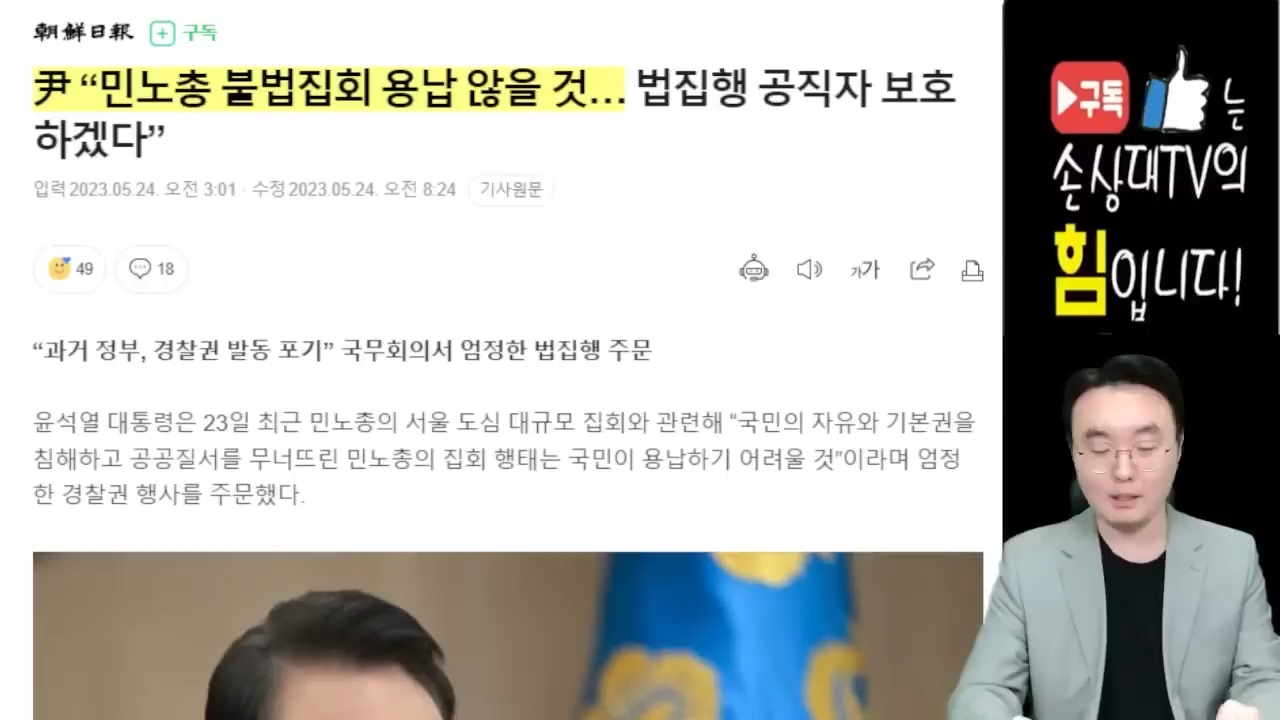 朝鮮日報 + 구독
尹 “민노총 불법집회 용납 않을 것… 법집행 공직자 보호
하겠다”
입력 2023.05.24. 오전 3:01 · 수정 2023.05.24. 오전 8:24 기사원문
49 18
가가
“과거 정부, 경찰권 발동 포기” 국무회의서 엄정한 법집행 주문
윤석열 대통령은 23일 최근 민노총의 서울 도심 대규모 집회와 관련해 “국민의 자유와 기본권을
침해하고 공공질서를 무너뜨린 민노총의 집회 행태는 국민이 용납하기 어려울 것”이라며 엄정
한 경찰권 행사를 주문했다.
구독 는
손상대TV의
힘입니다!